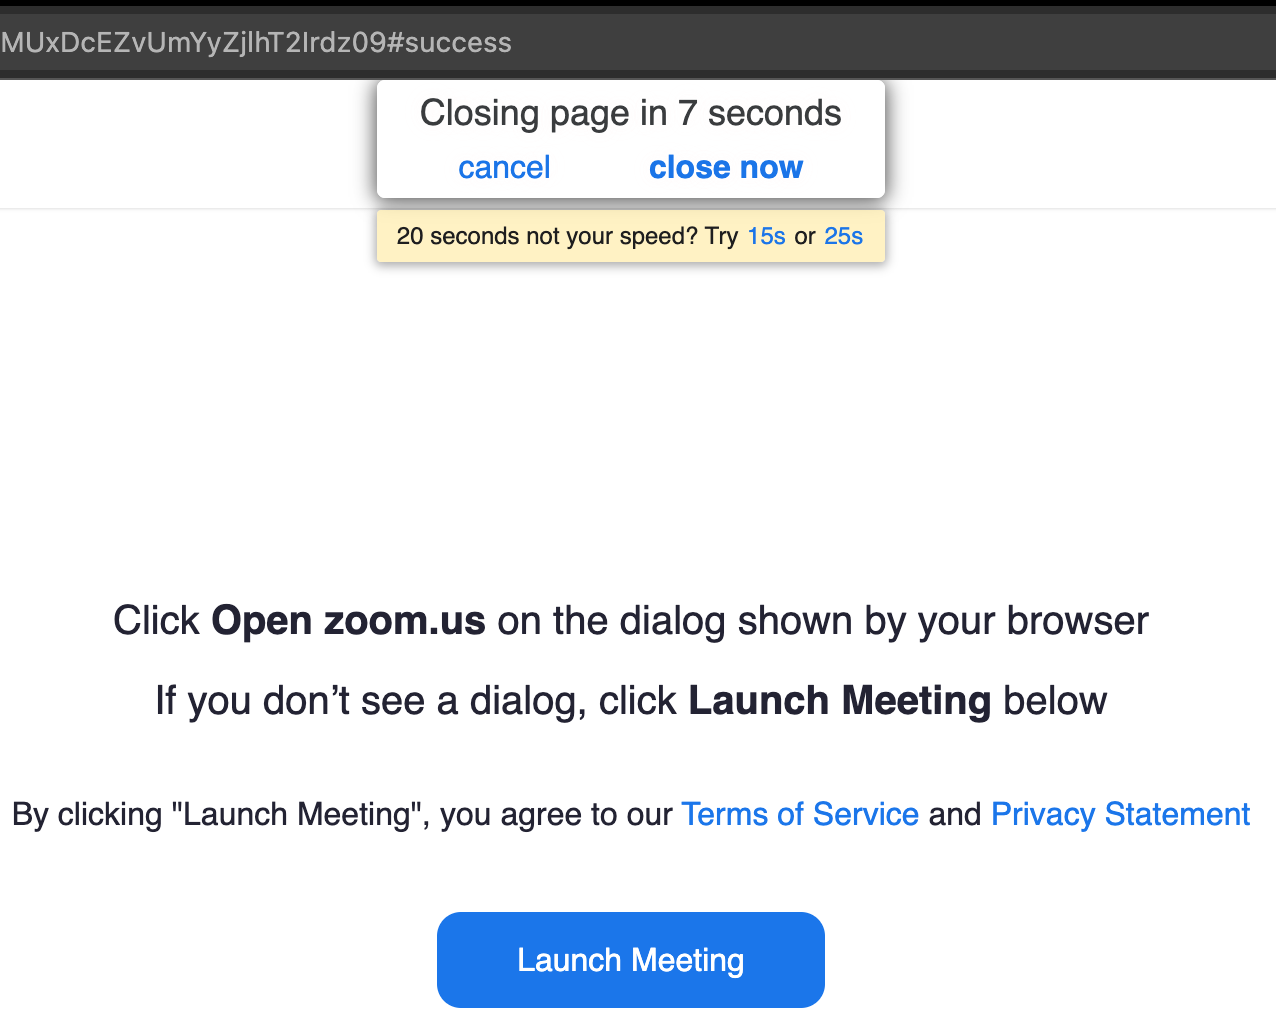 MUxDcEZvUmYyZjlhT2Irdz09#success
Closing page in 7 seconds
cancel close now
20 seconds not your speed? Try 15s or 25s
Click Open zoom.us on the dialog shown by your browser
If you don’t see a dialog, click Launch Meeting below
By clicking "Launch Meeting", you agree to our Terms of Service and Privacy Statement
Launch Meeting